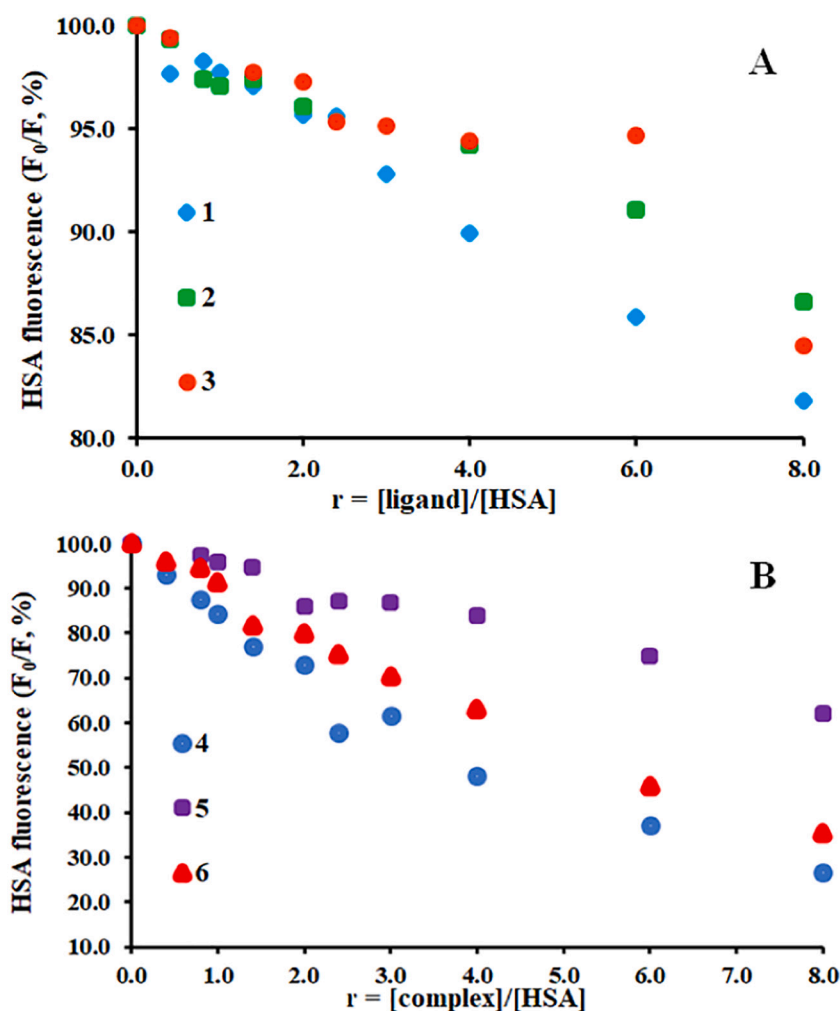 A
HSA fluorescence (F₀/F, %)
100.0
95.0
90.0
85.0
80.0
1
2
3
0.0 2.0 4.0 6.0 8.0
r = [ligand]/[HSA]
B
HSA fluorescence (F₀/F, %)
100.0
90.0
80.0
70.0
60.0
50.0
40.0
30.0
20.0
10.0
4
5
6
0.0 1.0 2.0 3.0 4.0 5.0 6.0 7.0 8.0
r = [complex]/[HSA]